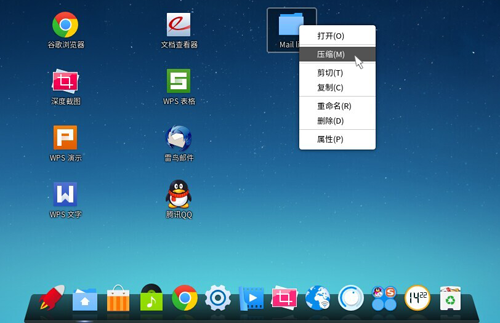 谷歌浏览器
文档查看器
Mail li
打开(O)
压缩(M)
剪切(T)
复制(C)
重命名(R)
删除(D)
属性(P)
深度截图
WPS 表格
WPS 演示
雷鸟邮件
WPS 文字
腾讯QQ